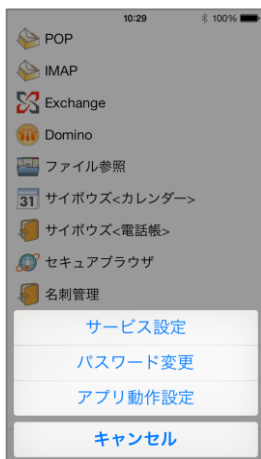 10:29 100%
POP
IMAP
Exchange
Domino
ファイル参照
31 サイボウズ<カレンダー>
サイボウズ<電話帳>
セキュアブラウザ
名刺管理
サービス設定
パスワード変更
アプリ動作設定
キャンセル